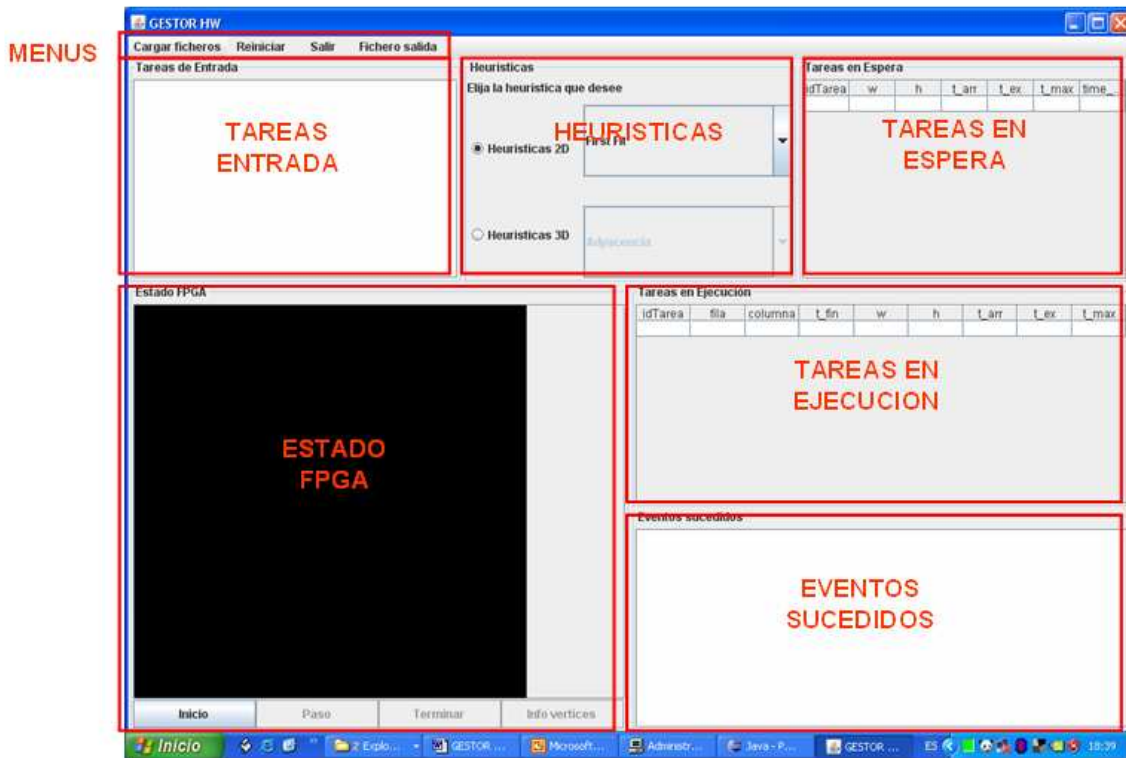 GESTOR HW
MENUS
Cargar ficheros Reiniciar Salir Fichero salida
Tareas de Entrada
TAREAS
ENTRADA
Heuristicas
Elija la heuristica que desee
HEURISTICAS
Heuristicas 2D
First Fit
Heuristicas 3D
Adyacencia
Tareas en Espera
idTarea w h t_arr t_ex t_max time_...
TAREAS EN
ESPERA
Estado FPGA
ESTADO
FPGA
Inicio Paso Terminar Info vertices
Tareas en Ejecución
idTarea fila columna t_fin w h t_arr t_ex t_max
TAREAS EN
EJECUCION
Eventos sucedidos
EVENTOS
SUCEDIDOS
Inicio 2 Explo... GESTOR ... Microsoft... Administr... Java - P... GESTOR ... ES 18:39